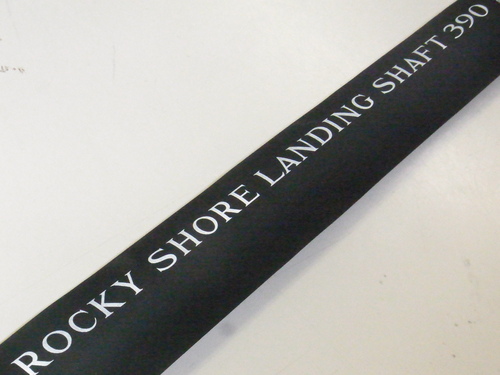 ROCKY SHORE LANDING SHAFT 390